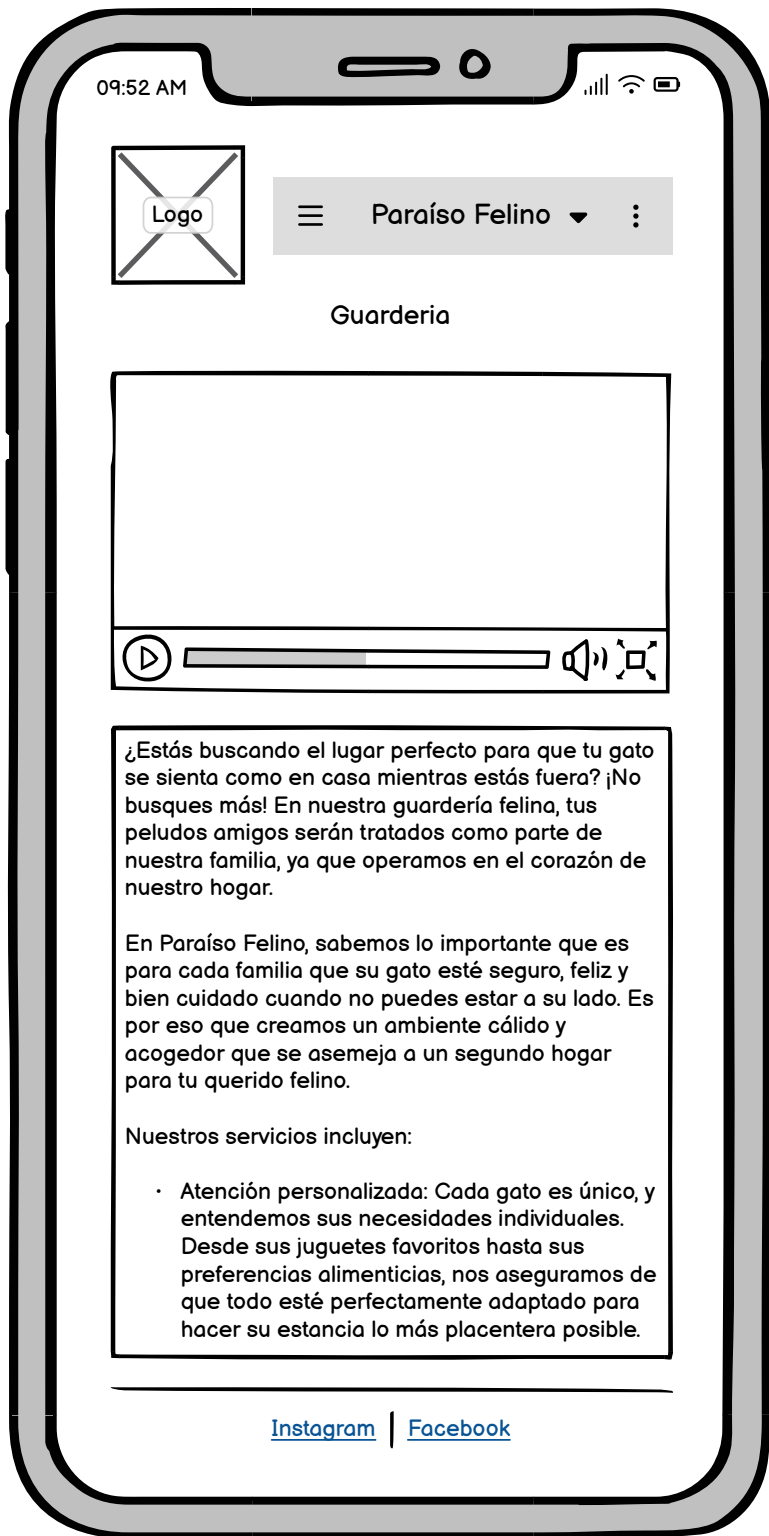 09:52 AM
Logo
Paraíso Felino
Guarderia
¿Estás buscando el lugar perfecto para que tu gato
se sienta como en casa mientras estás fuera? ¡No
busques más! En nuestra guardería felina, tus
peludos amigos serán tratados como parte de
nuestra familia, ya que operamos en el corazón de
nuestro hogar.
En Paraíso Felino, sabemos lo importante que es
para cada familia que su gato esté seguro, feliz y
bien cuidado cuando no puedes estar a su lado. Es
por eso que creamos un ambiente cálido y
acogedor que se asemeja a un segundo hogar
para tu querido felino.
Nuestros servicios incluyen:
• Atención personalizada: Cada gato es único, y
entendemos sus necesidades individuales.
Desde sus juguetes favoritos hasta sus
preferencias alimenticias, nos aseguramos de
que todo esté perfectamente adaptado para
hacer su estancia lo más placentera posible.
Instagram | Facebook